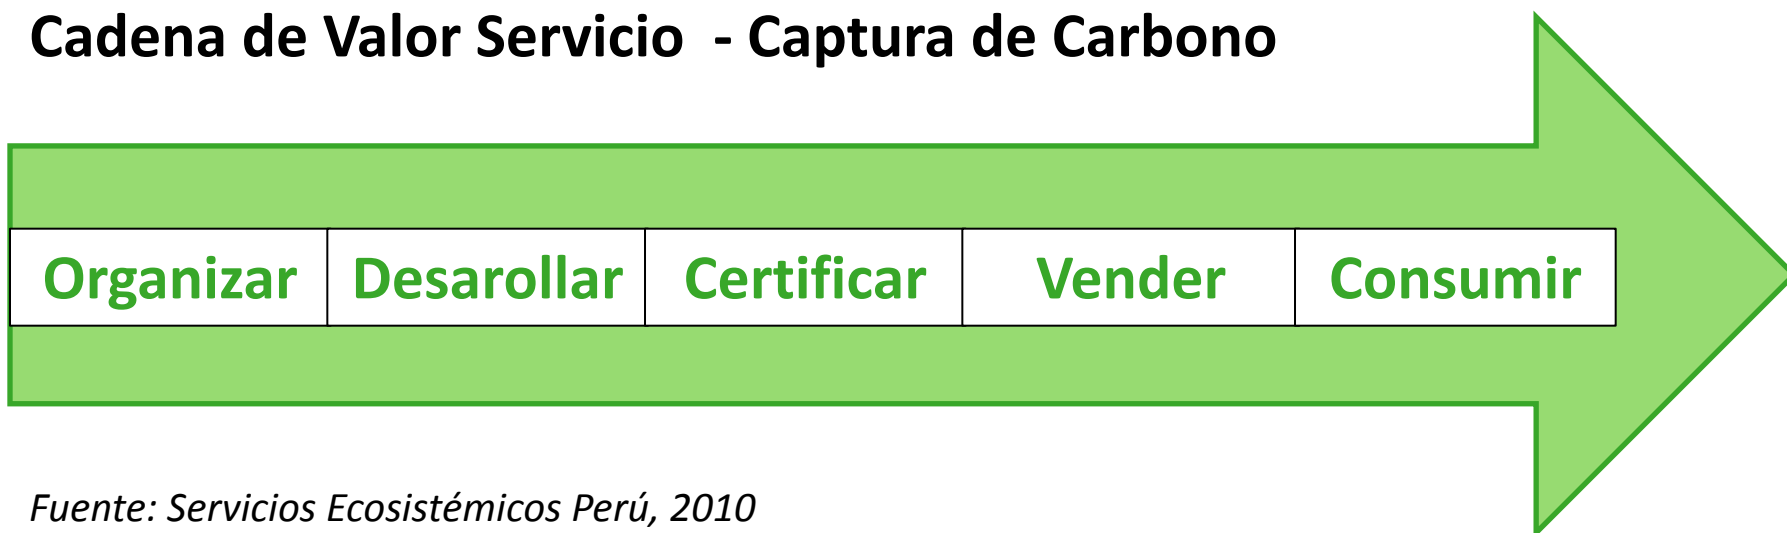 Cadena de Valor Servicio - Captura de Carbono
Organizar Desarollar Certificar Vender Consumir
Fuente: Servicios Ecosistémicos Perú, 2010